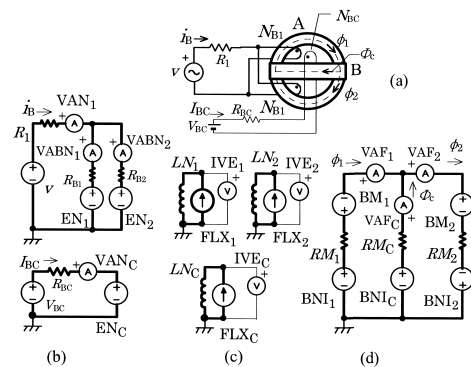 A
N_BC
N_B1
i_B
R_1
ϕ_1
Φ_c
v
B
(a)
N_B1
ϕ_2
I_BC
R_BC
V_BC
i_B
VAN_1
R_1
VABN_1
VABN_2
R_B1
R_B2
v
EN_1
EN_2
I_BC
VAN_C
R_BC
V_BC
EN_C
(b)
LN_1
IVE_1
FLX_1
LN_2
IVE_2
FLX_2
LN_C
IVE_C
FLX_C
(c)
ϕ_1
VAF_1
VAF_2
ϕ_2
Φ_c
BM_1
VAF_C
BM_2
RM_1
RM_C
RM_2
BNI_1
BNI_C
BNI_2
(d)